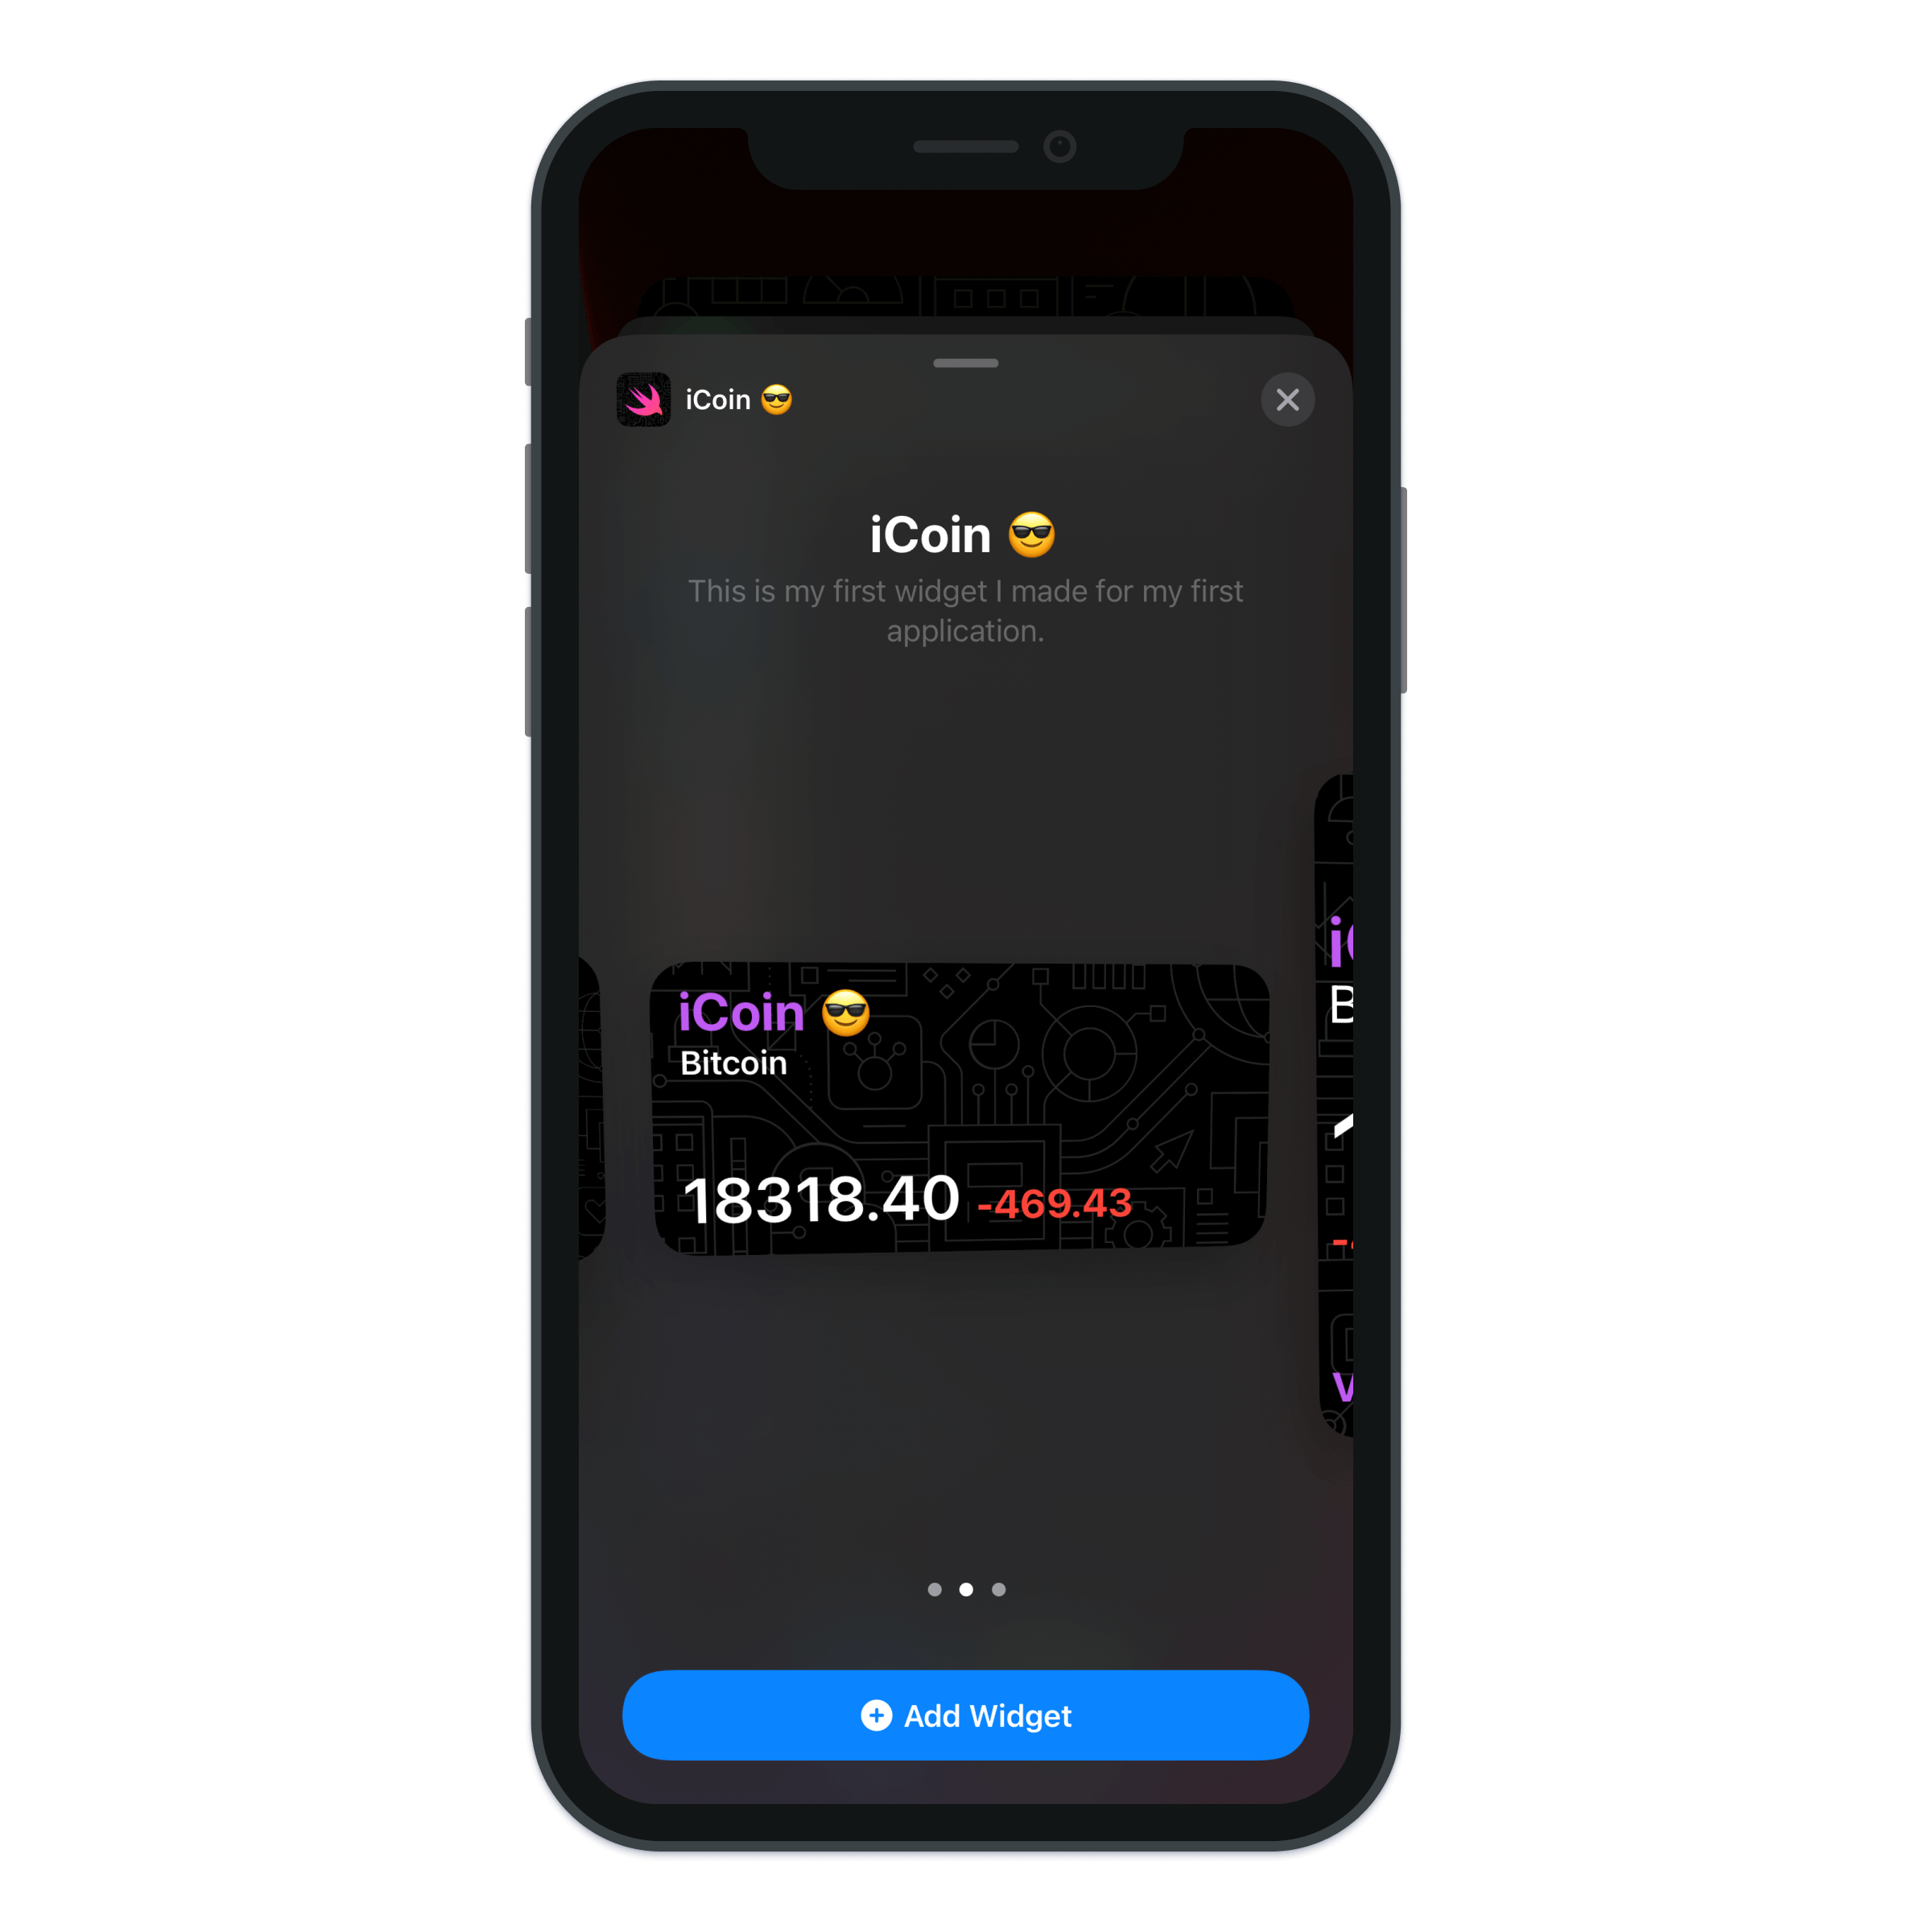 iCoin 😎
iCoin 😎
This is my first widget I made for my first
application.
iCoin 😎
Bitcoin
18318.40 -469.43
Add Widget